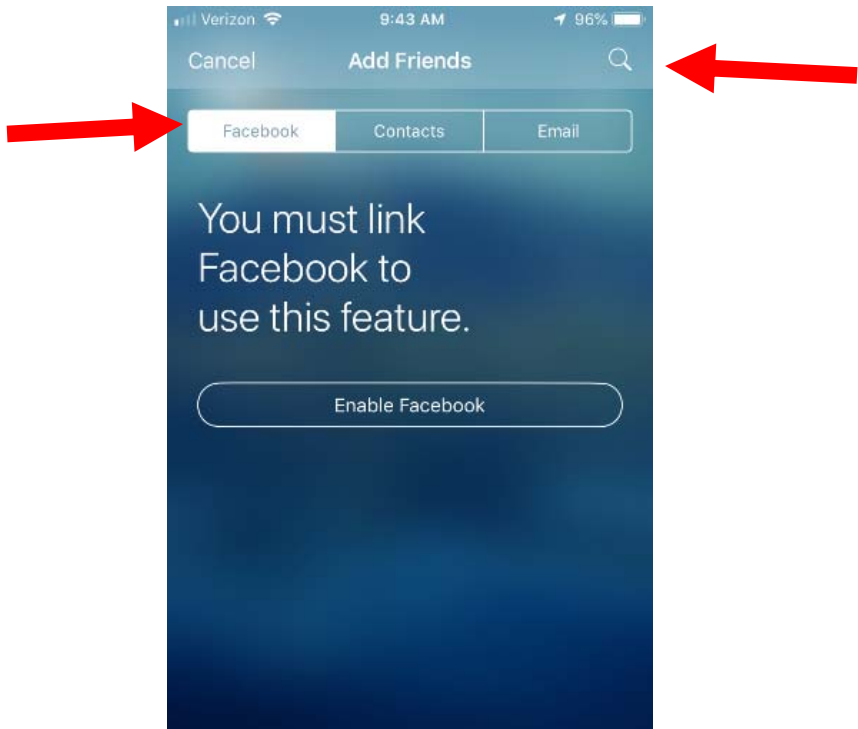 Verizon 9:43 AM 96%
Cancel Add Friends
Facebook Contacts Email
You must link
Facebook to
use this feature.
Enable Facebook